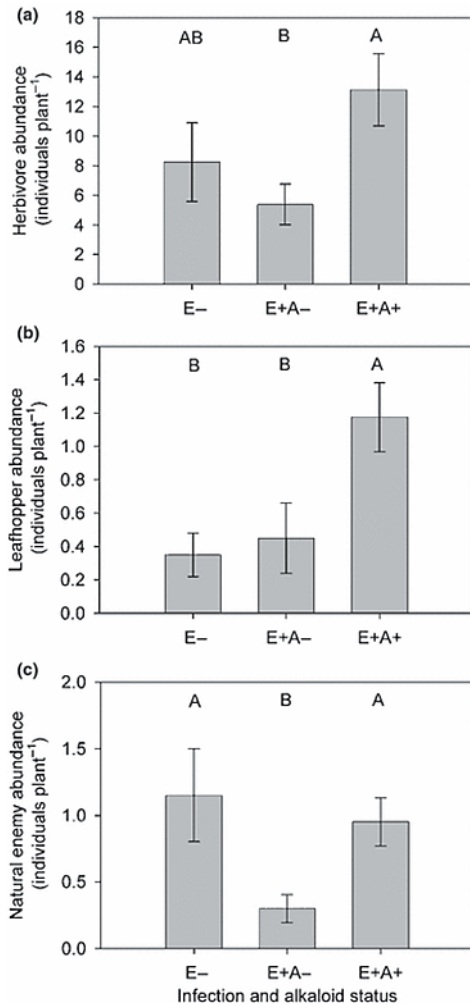 (a)
Herbivore abundance
(individuals plant⁻¹)
18
16
14
12
10
8
6
4
2
0
AB B A
E– E+A– E+A+
(b)
Leafhopper abundance
(individuals plant⁻¹)
1.6
1.4
1.2
1.0
0.8
0.6
0.4
0.2
0.0
B B A
E– E+A– E+A+
(c)
Natural enemy abundance
(individuals plant⁻¹)
2.0
1.5
1.0
0.5
0.0
A B A
E– E+A– E+A+
Infection and alkaloid status